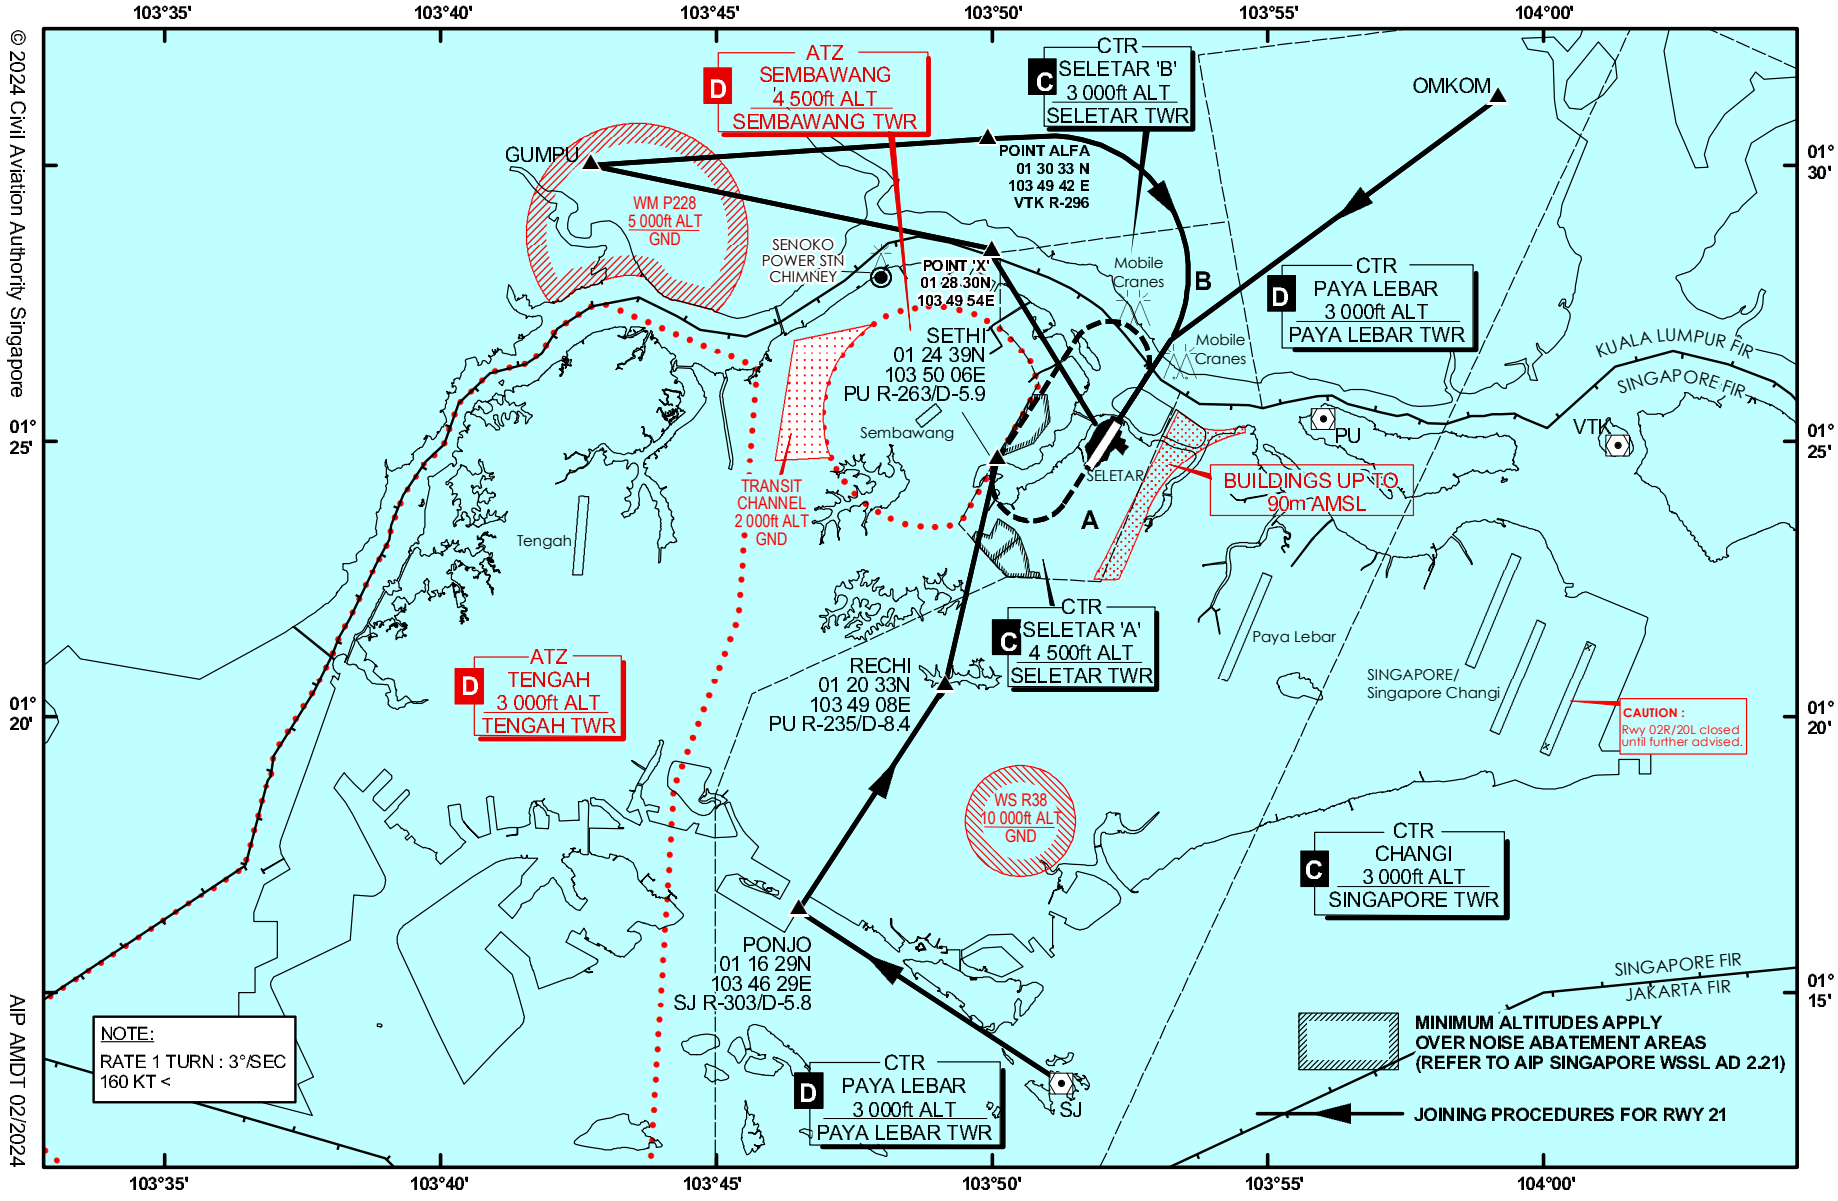 103°35'
103°40'
103°45'
103°50'
103°55'
104°00'
© 2024 Civil Aviation Authority Singapore
ATZ
D
SEMBAWANG
4 500ft ALT
SEMBAWANG TWR
CTR
C
SELETAR 'B'
3 000ft ALT
SELETAR TWR
OMKOM
GUMPU
POINT ALFA
01 30 33 N
103 49 42 E
VTK R-296
01°
30'
WM P228
5 000ft ALT
GND
SENOKO
POWER STN
CHIMNEY
POINT 'X'
01 28 30N
103 49 54E
Mobile
Cranes
B
CTR
D
PAYA LEBAR
3 000ft ALT
PAYA LEBAR TWR
SETHI
01 24 39N
103 50 06E
PU R-263/D-5.9
Mobile
Cranes
KUALA LUMPUR FIR
SINGAPORE FIR
01°
25'
Sembawang
PU
VTK
01°
25'
TRANSIT
CHANNEL
2 000ft ALT
GND
SELETAR
BUILDINGS UP TO
90m AMSL
A
Tengah
CTR
C
SELETAR 'A'
4 500ft ALT
SELETAR TWR
Paya Lebar
ATZ
D
TENGAH
3 000ft ALT
TENGAH TWR
RECHI
01 20 33N
103 49 08E
PU R-235/D-8.4
SINGAPORE/
Singapore Changi
x
x
CAUTION :
Rwy 02R/20L closed
until further advised.
01°
20'
01°
20'
WS R38
10 000ft ALT
GND
CTR
C
CHANGI
3 000ft ALT
SINGAPORE TWR
PONJO
01 16 29N
103 46 29E
SJ R-303/D-5.8
SINGAPORE FIR
JAKARTA FIR
01°
15'
01°
15'
NOTE:
RATE 1 TURN : 3°/SEC
160 KT <
MINIMUM ALTITUDES APPLY
OVER NOISE ABATEMENT AREAS
(REFER TO AIP SINGAPORE WSSL AD 2.21)
CTR
D
PAYA LEBAR
3 000ft ALT
PAYA LEBAR TWR
SJ
JOINING PROCEDURES FOR RWY 21
AIP AMDT 02/2024
103°35'
103°40'
103°45'
103°50'
103°55'
104°00'